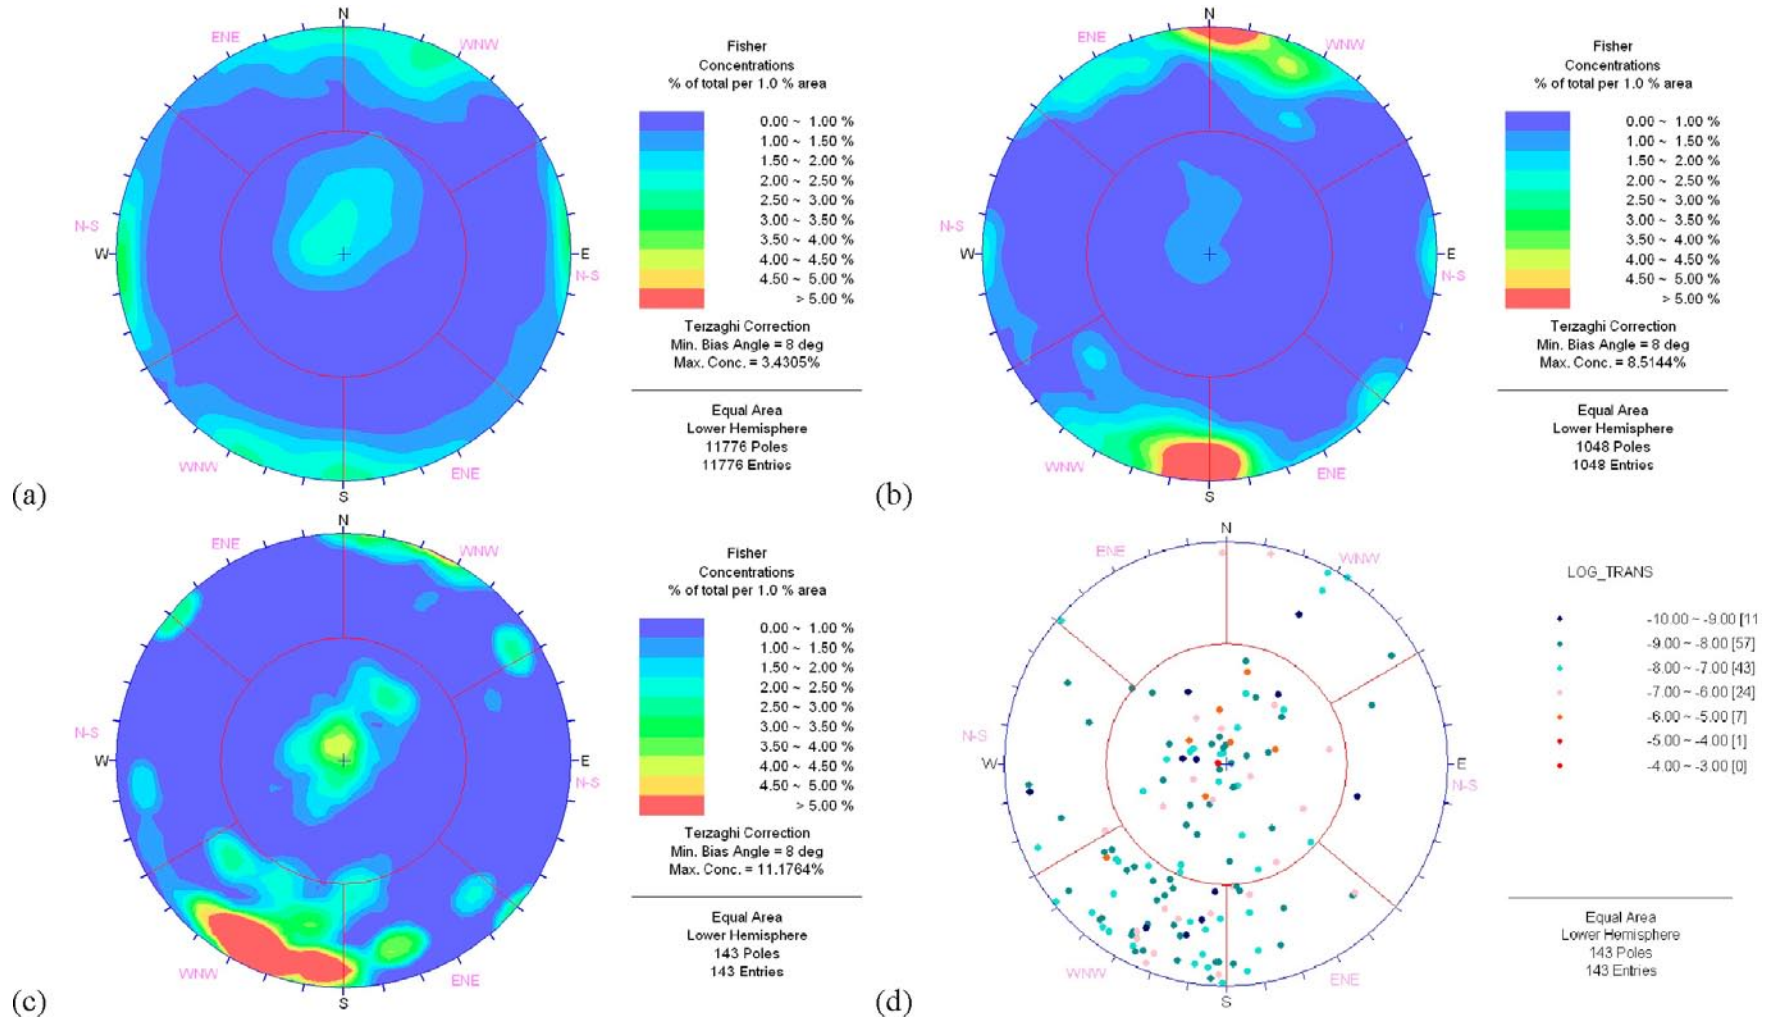 N
ENE
WNW
N-S
W
E
N-S
WNW
ENE
S
(a)
Fisher
Concentrations
% of total per 1.0 % area
0.00 ~ 1.00 %
1.00 ~ 1.50 %
1.50 ~ 2.00 %
2.00 ~ 2.50 %
2.50 ~ 3.00 %
3.00 ~ 3.50 %
3.50 ~ 4.00 %
4.00 ~ 4.50 %
4.50 ~ 5.00 %
> 5.00 %
Terzaghi Correction
Min. Bias Angle = 8 deg
Max. Conc. = 3.4305%
Equal Area
Lower Hemisphere
11776 Poles
11776 Entries
N
ENE
WNW
N-S
W
E
N-S
WNW
ENE
S
(b)
Fisher
Concentrations
% of total per 1.0 % area
0.00 ~ 1.00 %
1.00 ~ 1.50 %
1.50 ~ 2.00 %
2.00 ~ 2.50 %
2.50 ~ 3.00 %
3.00 ~ 3.50 %
3.50 ~ 4.00 %
4.00 ~ 4.50 %
4.50 ~ 5.00 %
> 5.00 %
Terzaghi Correction
Min. Bias Angle = 8 deg
Max. Conc. = 8.5144%
Equal Area
Lower Hemisphere
1048 Poles
1048 Entries
N
ENE
WNW
N-S
W
E
N-S
WNW
ENE
S
(c)
Fisher
Concentrations
% of total per 1.0 % area
0.00 ~ 1.00 %
1.00 ~ 1.50 %
1.50 ~ 2.00 %
2.00 ~ 2.50 %
2.50 ~ 3.00 %
3.00 ~ 3.50 %
3.50 ~ 4.00 %
4.00 ~ 4.50 %
4.50 ~ 5.00 %
> 5.00 %
Terzaghi Correction
Min. Bias Angle = 8 deg
Max. Conc. = 11.1764%
Equal Area
Lower Hemisphere
143 Poles
143 Entries
N
ENE
WNW
N-S
W
E
N-S
WNW
ENE
S
(d)
LOG_TRANS
-10.00 ~ -9.00 [11
-9.00 ~ -8.00 [57]
-8.00 ~ -7.00 [43]
-7.00 ~ -6.00 [24]
-6.00 ~ -5.00 [7]
-5.00 ~ -4.00 [1]
-4.00 ~ -3.00 [0]
Equal Area
Lower Hemisphere
143 Poles
143 Entries